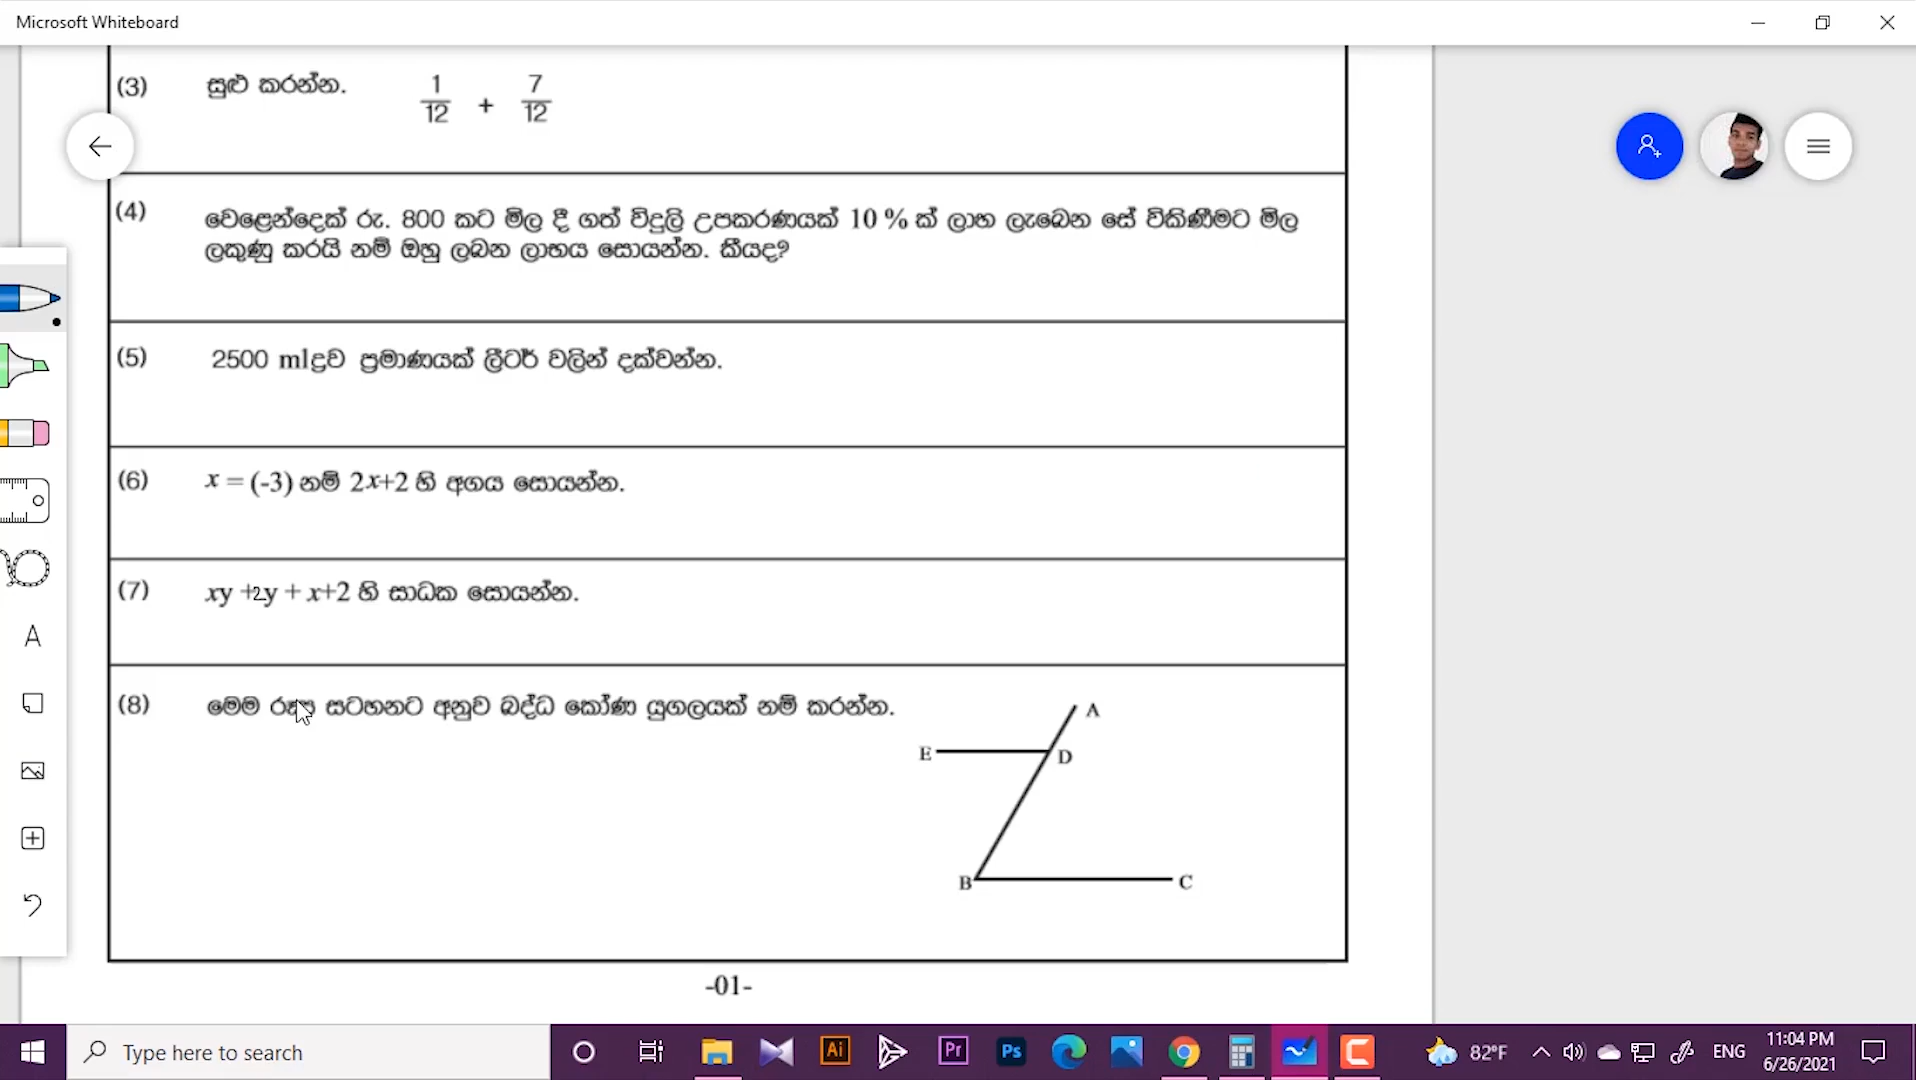 Microsoft Whiteboard
(3) සුළු කරන්න. 1/12 + 7/12
(4) වෙළෙන්දෙක් රු. 800 කට මිල දී ගත් විදුලි උපකරණයක් 10 % ක් ලාභ ලැබෙන සේ විකිණීමට මිල
ලකුණු කරයි නම් ඔහු ලබන ලාභය සොයන්න. කීයද?
(5) 2500 ml ද්‍රව ප්‍රමාණයක් ලීටර් වලින් දක්වන්න.
(6) x = (-3) නම් 2x+2 හි අගය සොයන්න.
(7) xy +2y + x+2 හි සාධක සොයන්න.
(8) මෙම රූප සටහනට අනුව බද්ධ කෝණ යුගලයක් නම් කරන්න.
A
E
D
B
C
-01-
A
Type here to search
Ai
Pr
Ps
82°F
ENG
11:04 PM
6/26/2021